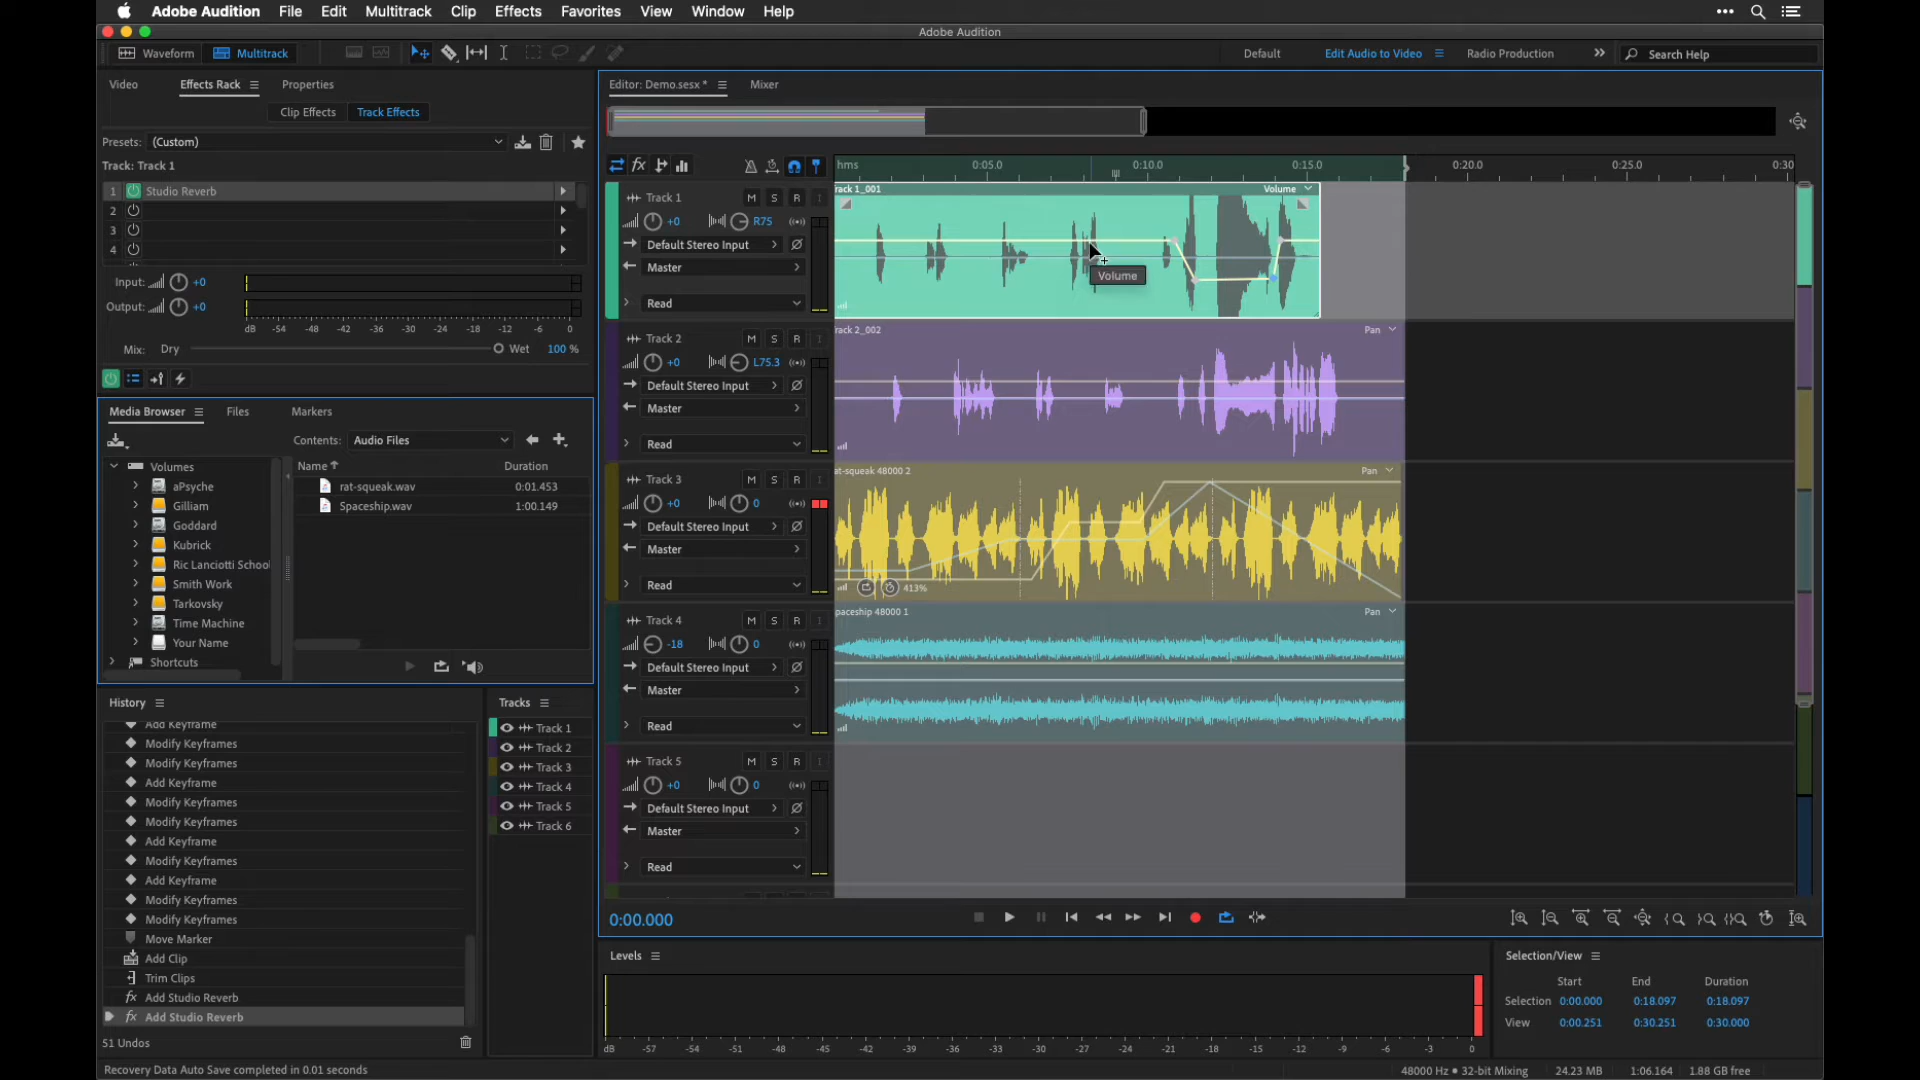 Adobe Audition File Edit Multitrack Clip Effects Favorites View Window Help
Adobe Audition
Waveform Multitrack Default Edit Audio to Video Radio Production Search Help
Video Effects Rack Properties
Clip Effects Track Effects
Presets: (Custom)
Track: Track 1
1 Studio Reverb
2
3
4
Input: +0
Output: +0
dB -54 -48 -42 -36 -30 -24 -18 -12 -6 0
Mix: Dry Wet 100 %
Media Browser Files Markers
Contents: Audio Files
Volumes
aPsyche
Gilliam
Goddard
Kubrick
Ric Lanciotti School
Smith Work
Tarkovsky
Time Machine
Your Name
Shortcuts
Name Duration
rat-squeak.wav 0:01.453
Spaceship.wav 1:00.149
History
Add Keyframe
Modify Keyframes
Modify Keyframes
Add Keyframe
Modify Keyframes
Modify Keyframes
Add Keyframe
Modify Keyframes
Add Keyframe
Modify Keyframes
Modify Keyframes
Move Marker
Add Clip
Trim Clips
fx Add Studio Reverb
fx Add Studio Reverb
51 Undos
Tracks
Track 1
Track 2
Track 3
Track 4
Track 5
Track 6
Editor: Demo.sesx * Mixer
fx
hms 0:05.0 0:10.0 0:15.0 0:20.0 0:25.0 0:30
Track 1 M S R I
+0 R75
Default Stereo Input
Master
Read
rack 1_001 Volume
Volume
Track 2 M S R I
+0 L75.3
Default Stereo Input
Master
Read
rack 2_002 Pan
Track 3 M S R I
+0 0
Default Stereo Input
Master
Read
at-squeak 48000 2 Pan
413%
Track 4 M S R I
-18 0
Default Stereo Input
Master
Read
paceship 48000 1 Pan
Track 5 M S R I
+0 0
Default Stereo Input
Master
Read
0:00.000
Levels
dB -57 -54 -51 -48 -45 -42 -39 -36 -33 -30 -27 -24 -21 -18 -15 -12 -9 -6 -3 0
Selection/View
Start End Duration
Selection 0:00.000 0:18.097 0:18.097
View 0:00.251 0:30.251 0:30.000
Recovery Data Auto Save completed in 0.01 seconds
48000 Hz • 32-bit Mixing 24.23 MB 1:06.164 1.88 GB free